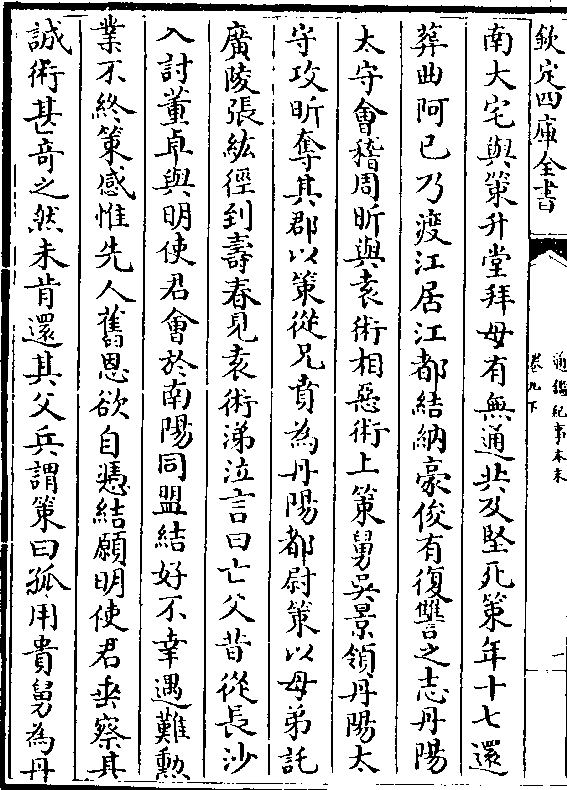 欽定四庫全書
通鑑紀事本末
卷九下
一
南大宅與策升堂拜母有無通共及堅死策年十七還
葬曲阿已乃渡江居江都結納豪俊有復讐之志丹陽
太守會稽周昕與袁術相惡術上策舅吳景領丹陽太
守攻昕奪其郡以策從兄賁為丹陽都尉策以母弟託
廣陵張紘徑到壽春見袁術涕泣言曰亡父昔從長沙
入討董卓與明使君會於南陽同盟結好不幸遇難勲
業不終策感惟先人舊恩欲自憑結願明使君垂察其
誠術甚竒之然未肯還其父兵謂策曰孤用貴舅為丹